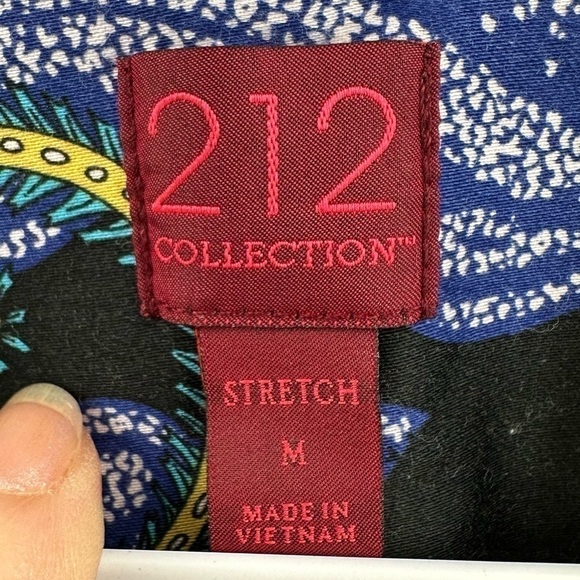 212
COLLECTION™
STRETCH
M
MADE IN
VIETNAM